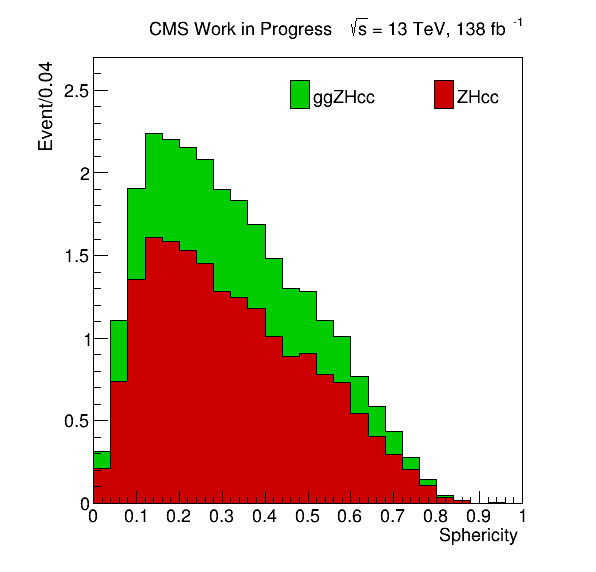 CMS Work in Progress √s = 13 TeV, 138 fb⁻¹
Event/0.04
ggZHcc ZHcc
2.5
2
1.5
1
0.5
0
0 0.1 0.2 0.3 0.4 0.5 0.6 0.7 0.8 0.9 1
Sphericity